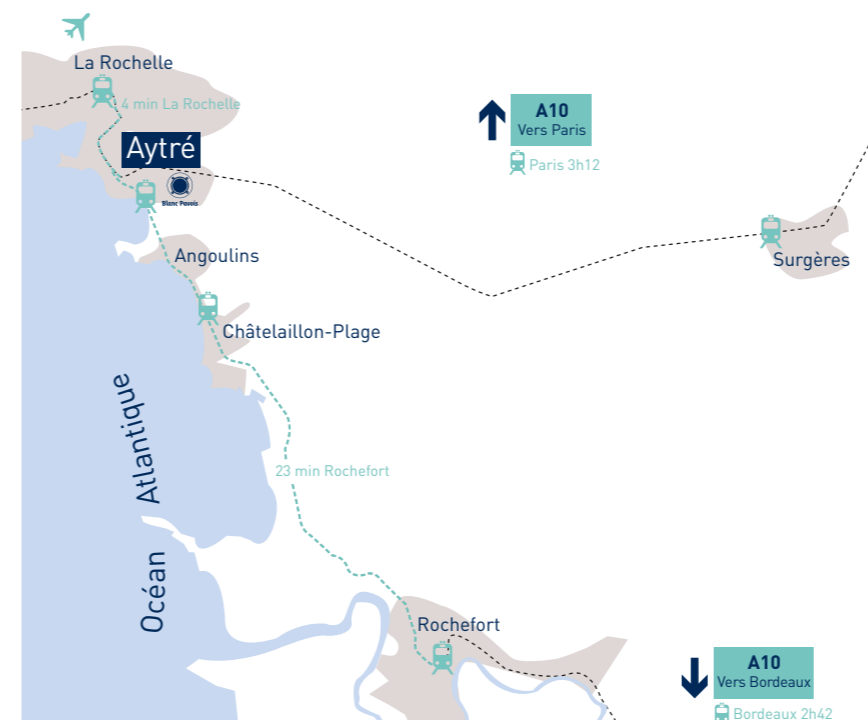 La Rochelle
4 min La Rochelle
A10
Vers Paris
Paris 3h12
Aytré
Blanc Pavois
Angoulins
Surgères
Châtelaillon-Plage
Océan Atlantique
23 min Rochefort
Rochefort
A10
Vers Bordeaux
Bordeaux 2h42